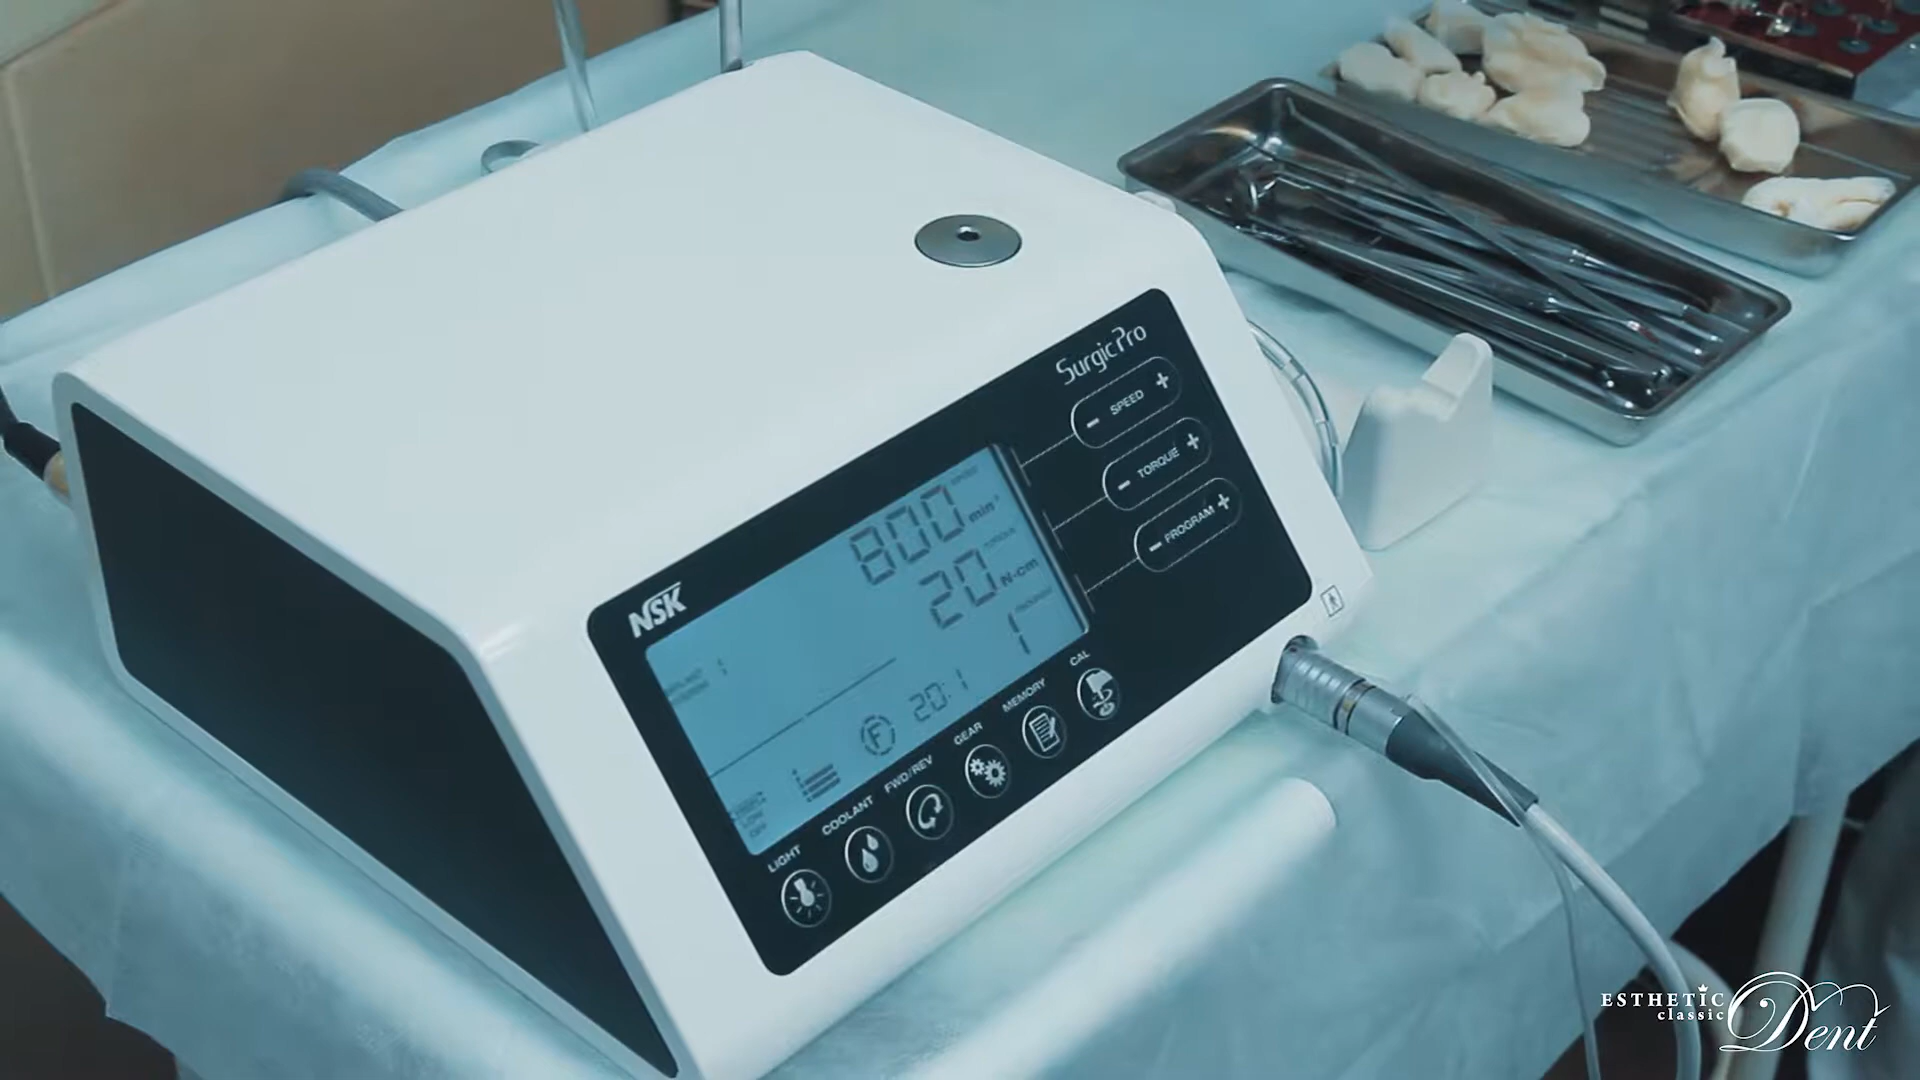 SurgicPro
+
SPEED
-
+
TORQUE
-
+
PROGRAM
-
NSK
800 min⁻¹
20 N·cm
1
1
F 20:1
LIGHT
COOLANT
FWD/REV
GEAR
MEMORY
CAL
ESTHETIC
classic
Dent